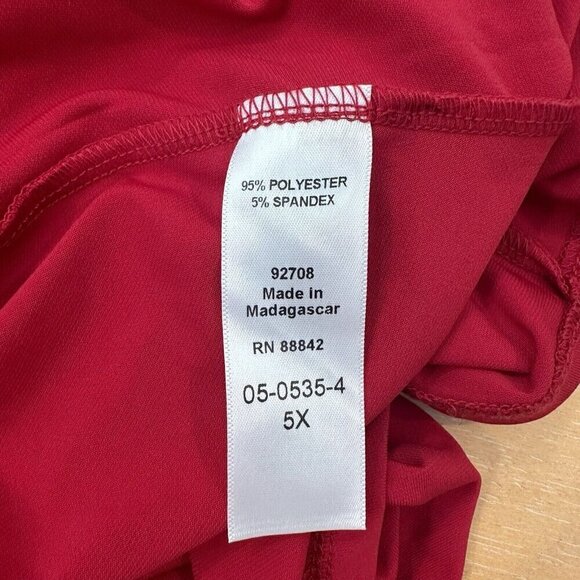 95% POLYESTER
5% SPANDEX
92708
Made in
Madagascar
RN 88842
05-0535-4
5X